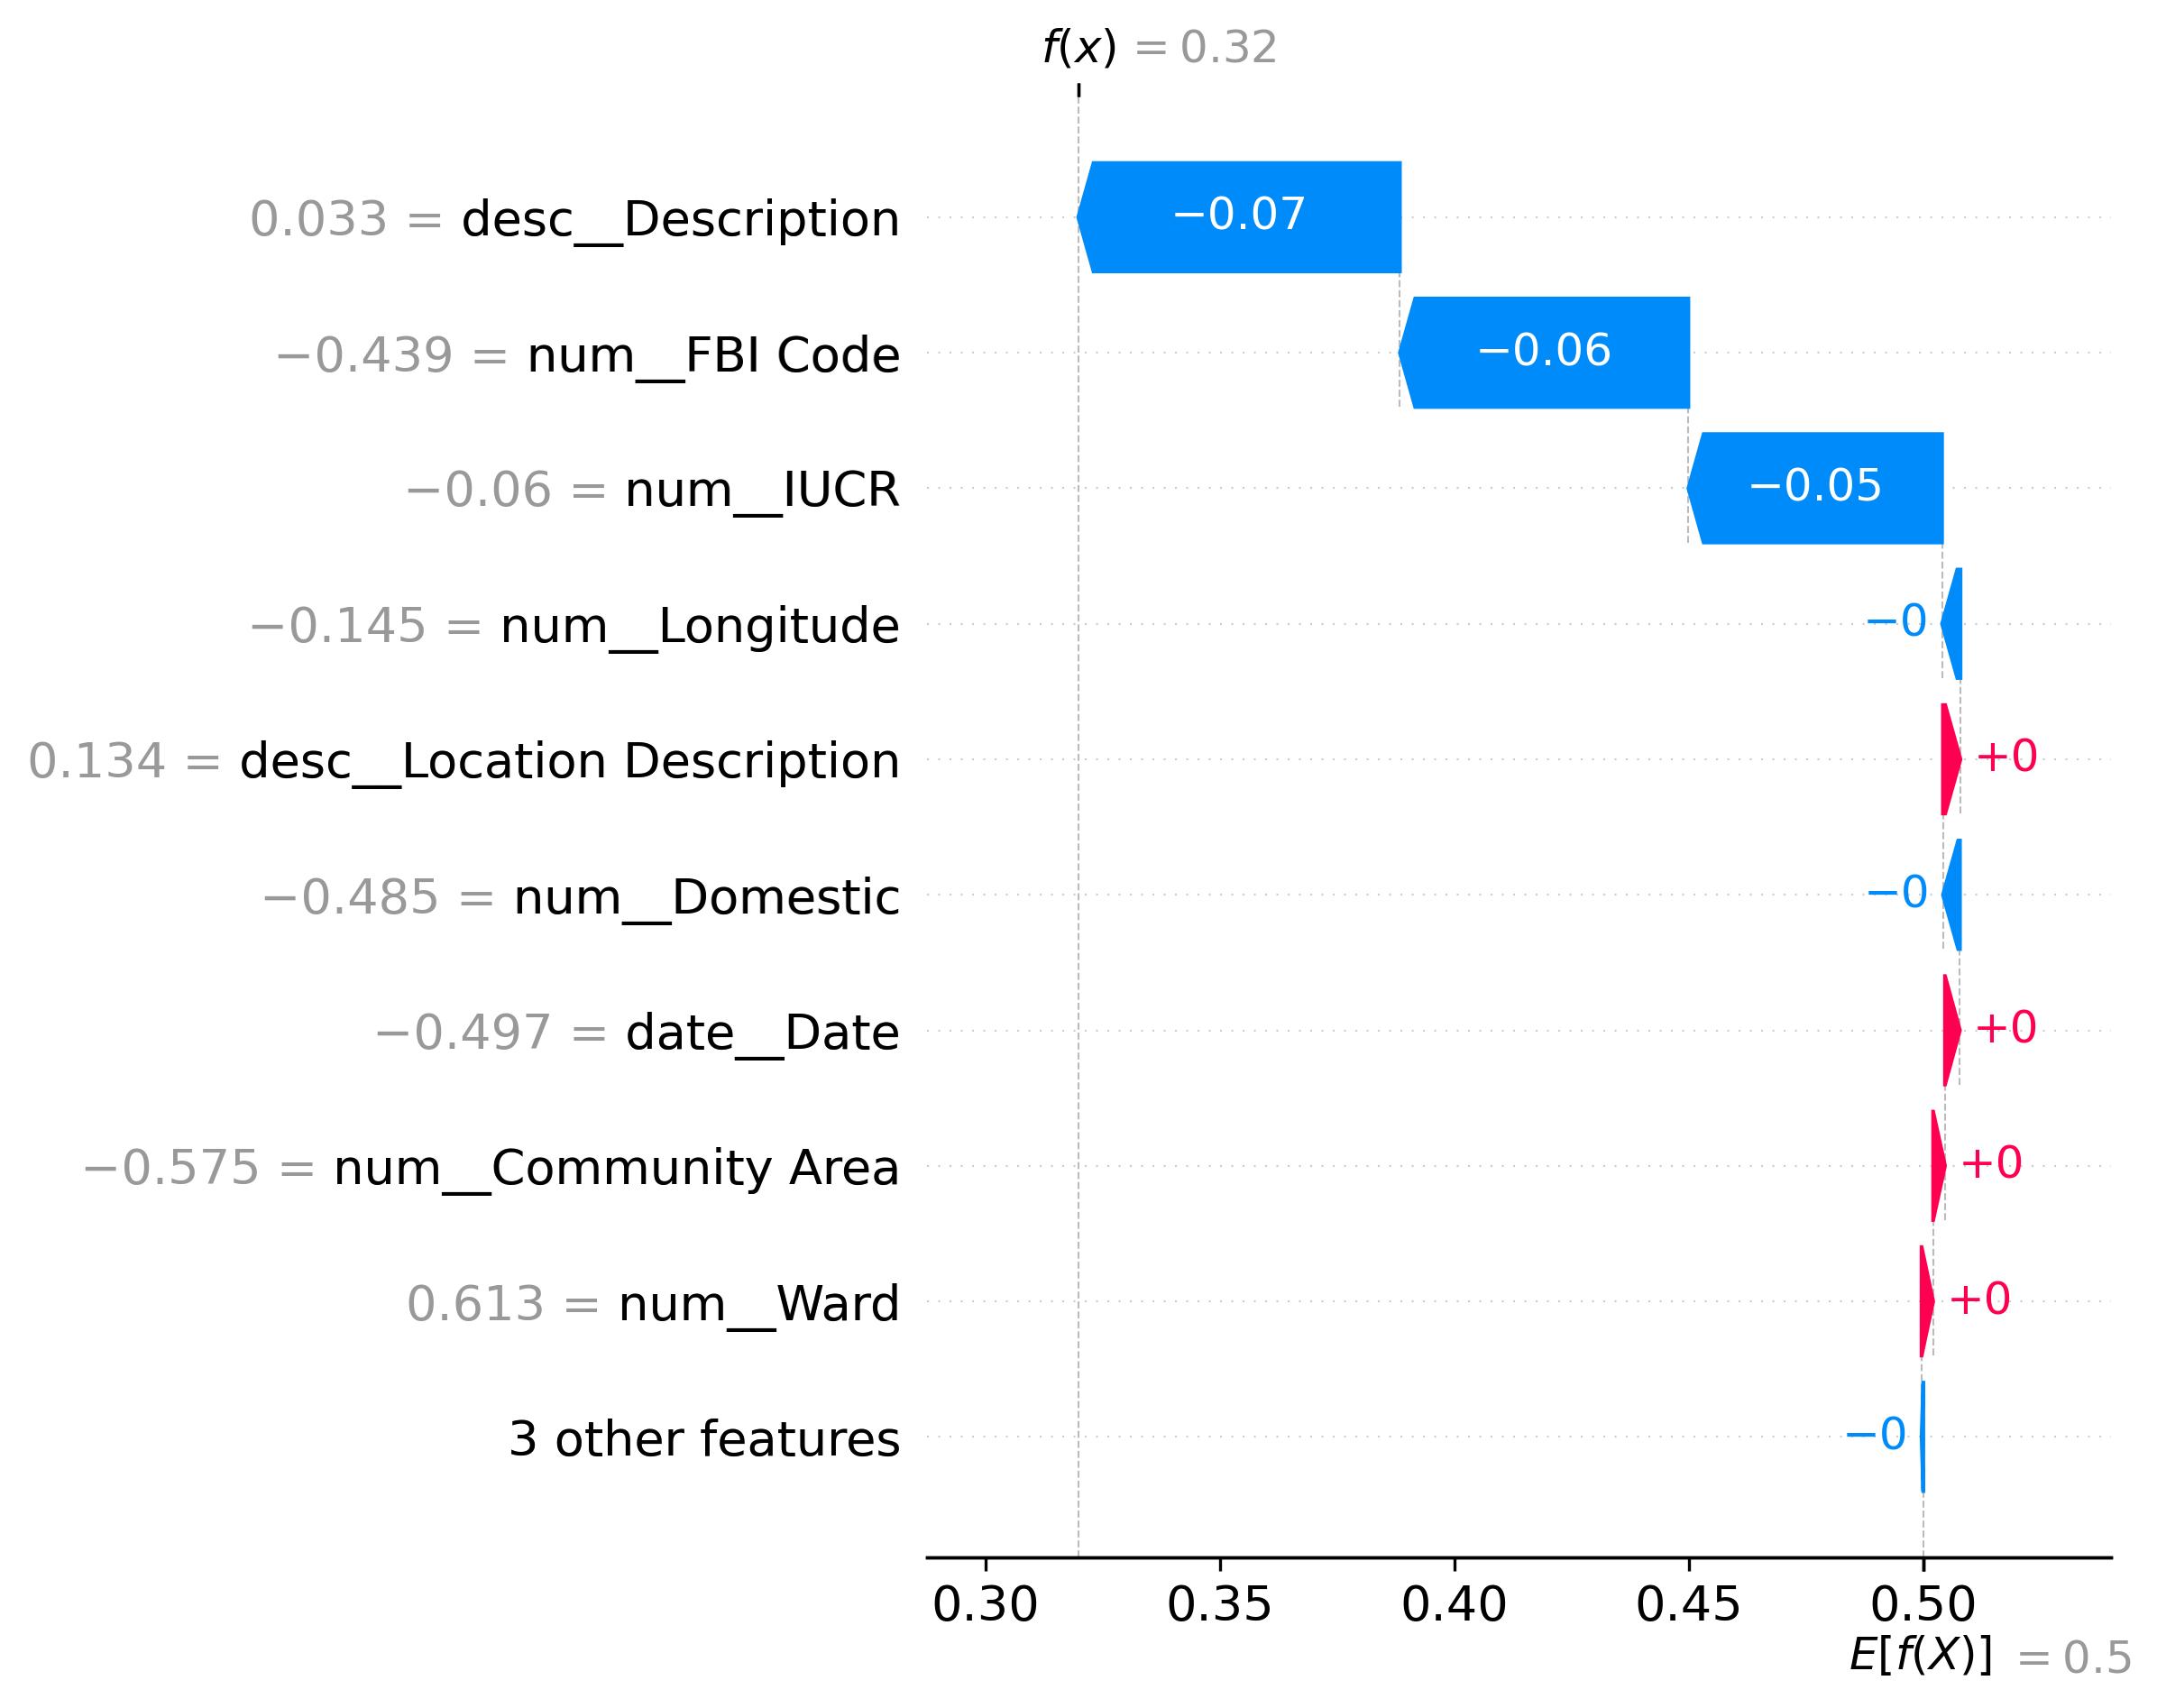 f(x) = 0.32
0.033 = desc__Description
−0.07
−0.439 = num__FBI Code
−0.06
−0.06 = num__IUCR
−0.05
−0.145 = num__Longitude
−0
0.134 = desc__Location Description
+0
−0.485 = num__Domestic
−0
−0.497 = date__Date
+0
−0.575 = num__Community Area
+0
0.613 = num__Ward
+0
3 other features
−0
0.30 0.35 0.40 0.45 0.50
E[f(X)] = 0.5